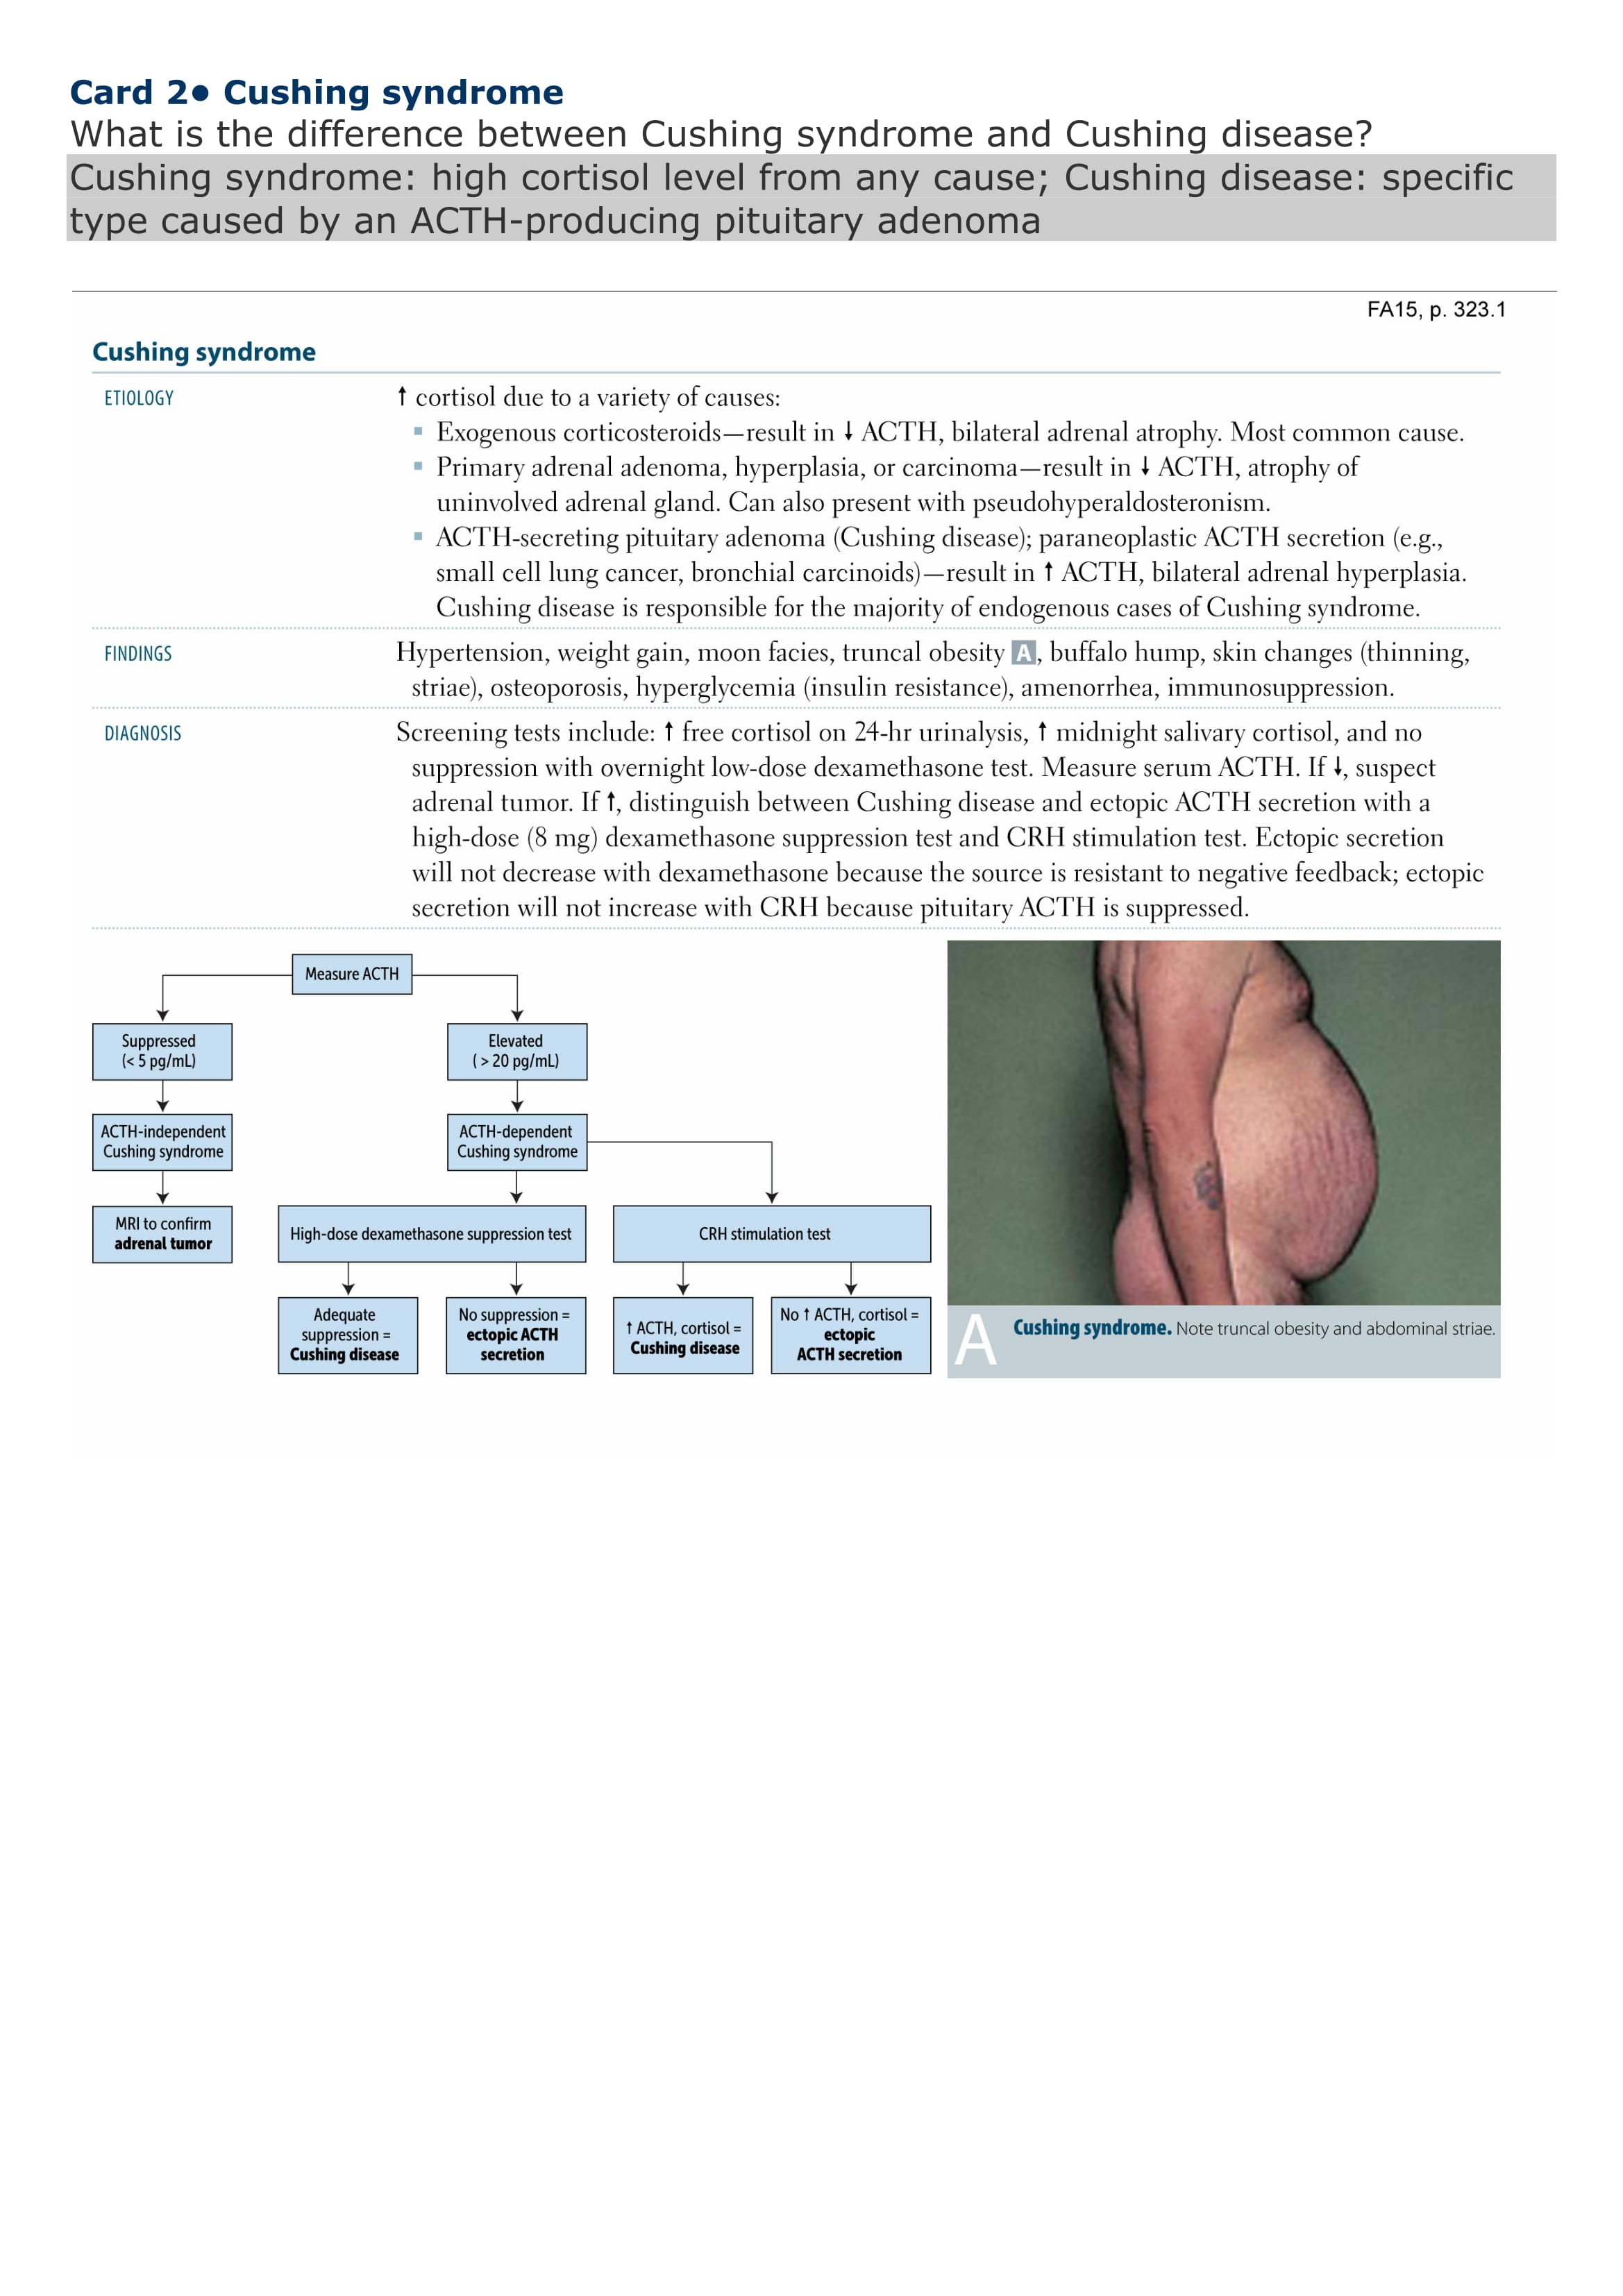 Card 2● Cushing syndrome
What is the difference between Cushing syndrome and Cushing disease?
Cushing syndrome: high cortisol level from any cause; Cushing disease: specific
type caused by an ACTH-producing pituitary adenoma
FA15, p. 323.1
Cushing syndrome
ETIOLOGY
↑ cortisol due to a variety of causes:
▪ Exogenous corticosteroids—result in ↓ ACTH, bilateral adrenal atrophy. Most common cause.
▪ Primary adrenal adenoma, hyperplasia, or carcinoma—result in ↓ ACTH, atrophy of
uninvolved adrenal gland. Can also present with pseudohyperaldosteronism.
▪ ACTH-secreting pituitary adenoma (Cushing disease); paraneoplastic ACTH secretion (e.g.,
small cell lung cancer, bronchial carcinoids)—result in ↑ ACTH, bilateral adrenal hyperplasia.
Cushing disease is responsible for the majority of endogenous cases of Cushing syndrome.
FINDINGS
Hypertension, weight gain, moon facies, truncal obesity A, buffalo hump, skin changes (thinning,
striae), osteoporosis, hyperglycemia (insulin resistance), amenorrhea, immunosuppression.
DIAGNOSIS
Screening tests include: ↑ free cortisol on 24-hr urinalysis, ↑ midnight salivary cortisol, and no
suppression with overnight low-dose dexamethasone test. Measure serum ACTH. If ↓, suspect
adrenal tumor. If ↑, distinguish between Cushing disease and ectopic ACTH secretion with a
high-dose (8 mg) dexamethasone suppression test and CRH stimulation test. Ectopic secretion
will not decrease with dexamethasone because the source is resistant to negative feedback; ectopic
secretion will not increase with CRH because pituitary ACTH is suppressed.
Measure ACTH
Suppressed
(< 5 pg/mL)
Elevated
( > 20 pg/mL)
ACTH-independent
Cushing syndrome
ACTH-dependent
Cushing syndrome
MRI to confirm
adrenal tumor
High-dose dexamethasone suppression test
CRH stimulation test
Adequate
suppression =
Cushing disease
No suppression =
ectopic ACTH
secretion
↑ ACTH, cortisol =
Cushing disease
No ↑ ACTH, cortisol =
ectopic
ACTH secretion
A Cushing syndrome. Note truncal obesity and abdominal striae.